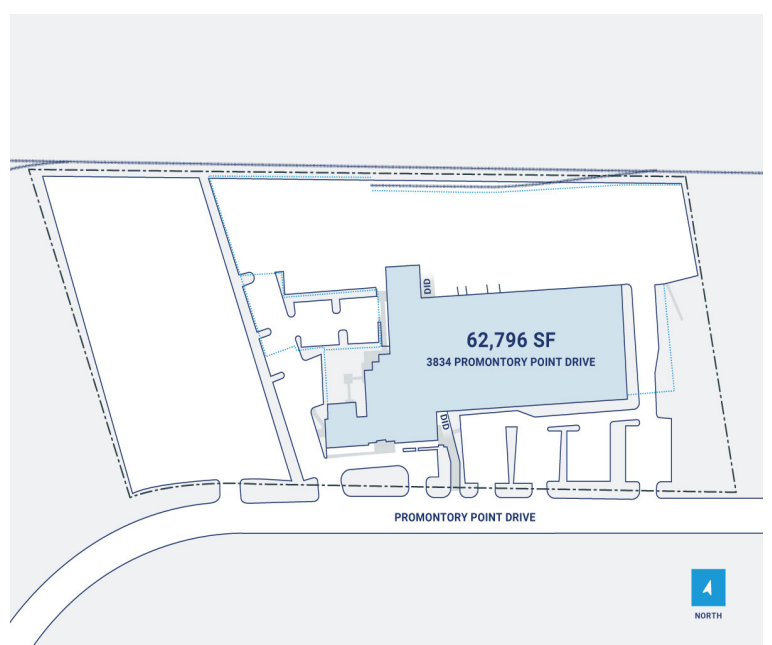 DID
62,796 SF
3834 PROMONTORY POINT DRIVE
DID
PROMONTORY POINT DRIVE
NORTH